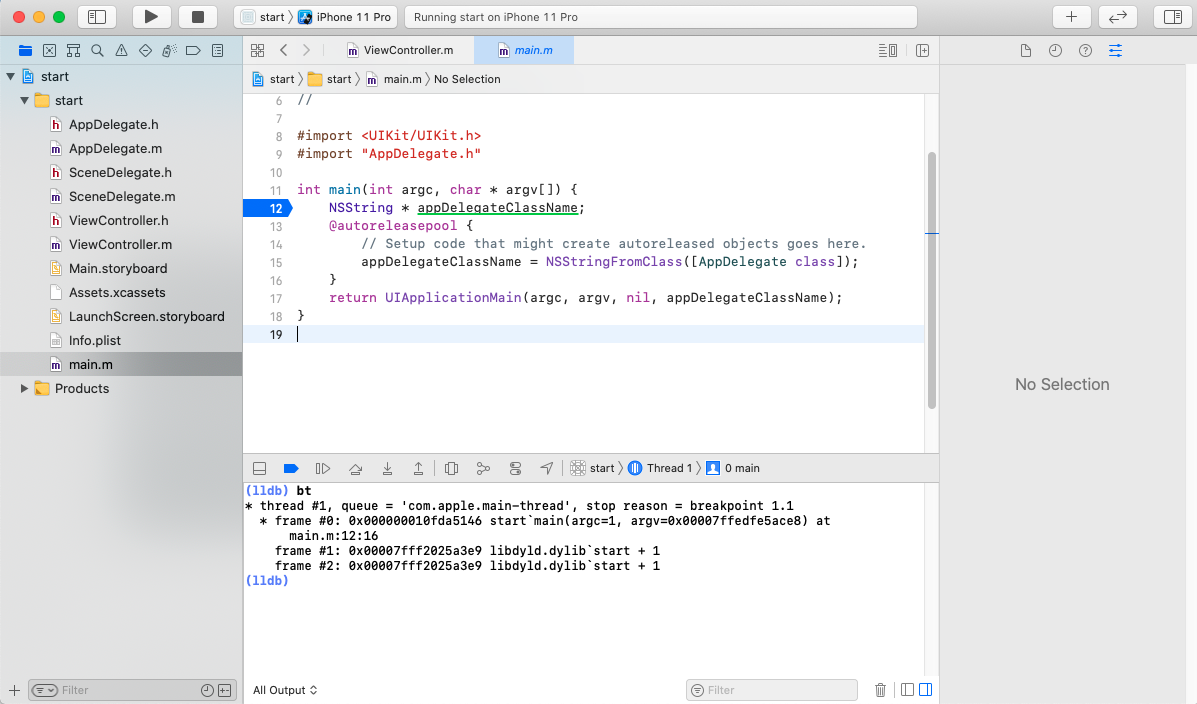 start
iPhone 11 Pro
Running start on iPhone 11 Pro
ViewController.m
main.m
start
start
main.m
No Selection
start
start
h AppDelegate.h
m AppDelegate.m
h SceneDelegate.h
m SceneDelegate.m
h ViewController.h
m ViewController.m
Main.storyboard
Assets.xcassets
LaunchScreen.storyboard
Info.plist
m main.m
Products
Filter
6 //
7
8 #import <UIKit/UIKit.h>
9 #import "AppDelegate.h"
10
11 int main(int argc, char * argv[]) {
12 NSString * appDelegateClassName;
13 @autoreleasepool {
14 // Setup code that might create autoreleased objects goes here.
15 appDelegateClassName = NSStringFromClass([AppDelegate class]);
16 }
17 return UIApplicationMain(argc, argv, nil, appDelegateClassName);
18 }
19
start
Thread 1
0 main
(lldb) bt
* thread #1, queue = 'com.apple.main-thread', stop reason = breakpoint 1.1
* frame #0: 0x000000010fda5146 start`main(argc=1, argv=0x00007ffedfe5ace8) at
main.m:12:16
frame #1: 0x00007fff2025a3e9 libdyld.dylib`start + 1
frame #2: 0x00007fff2025a3e9 libdyld.dylib`start + 1
(lldb)
All Output
Filter
No Selection